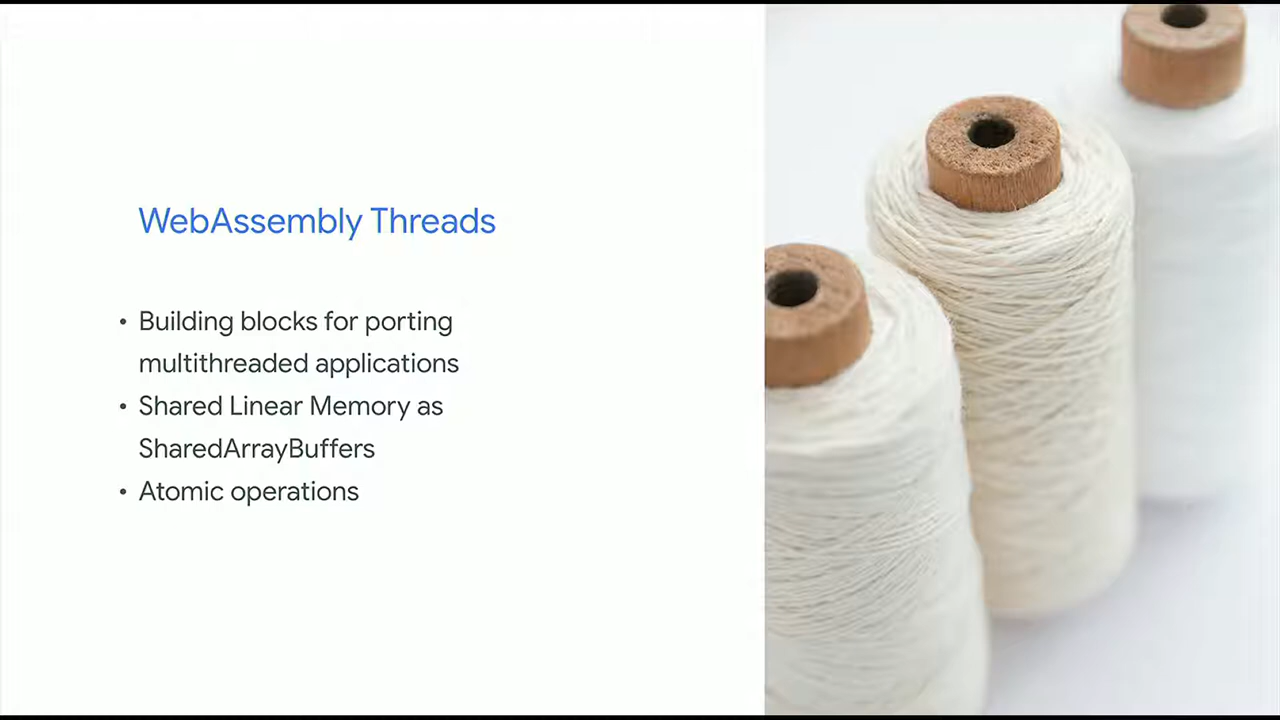 WebAssembly Threads
• Building blocks for porting
multithreaded applications
• Shared Linear Memory as
SharedArrayBuffers
• Atomic operations